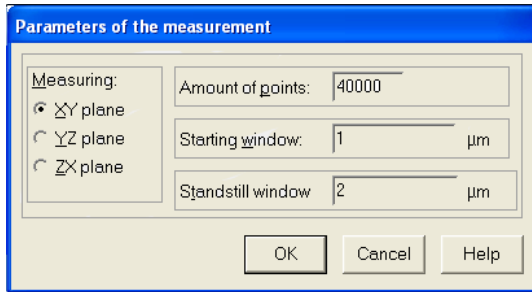 Parameters of the measurement
Measuring:
XY plane
YZ plane
ZX plane
Amount of points: 40000
Starting window: 1 µm
Standstill window 2 µm
OK Cancel Help